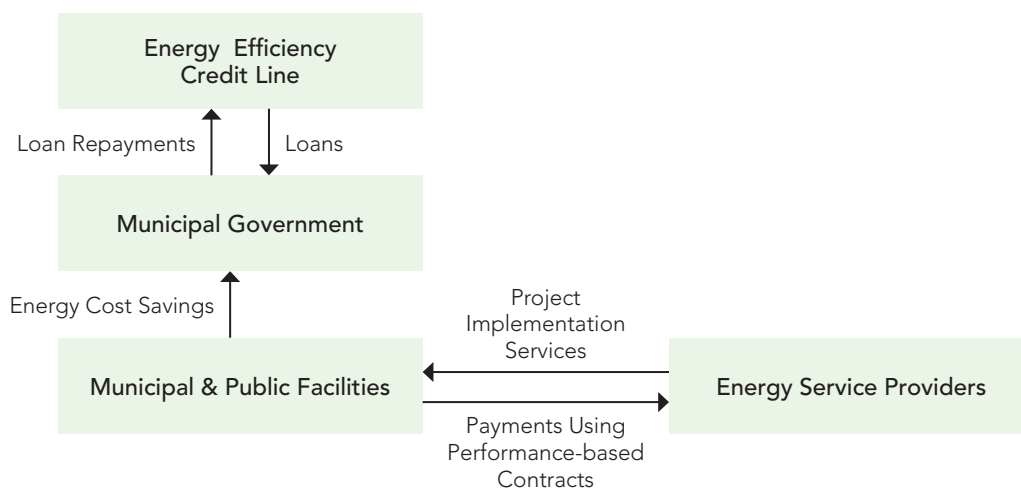 Energy Efficiency
Credit Line
Loan Repayments
Loans
Municipal Government
Energy Cost Savings
Project
Implementation
Services
Municipal & Public Facilities
Energy Service Providers
Payments Using
Performance-based
Contracts